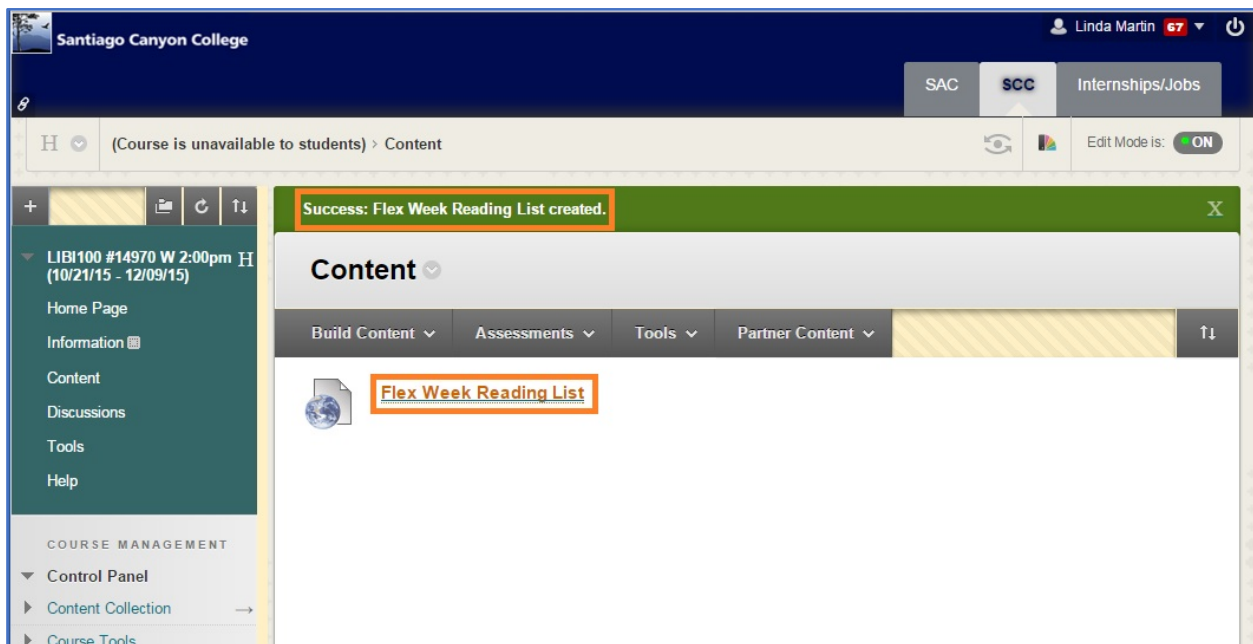 Santiago Canyon College
Linda Martin 67
SAC
SCC
Internships/Jobs
H
(Course is unavailable to students) > Content
Edit Mode is: ON
Success: Flex Week Reading List created.
X
LIBI100 #14970 W 2:00pm H
(10/21/15 - 12/09/15)
Home Page
Information
Content
Discussions
Tools
Help
COURSE MANAGEMENT
Control Panel
Content Collection →
Course Tools
Content
Build Content
Assessments
Tools
Partner Content
Flex Week Reading List